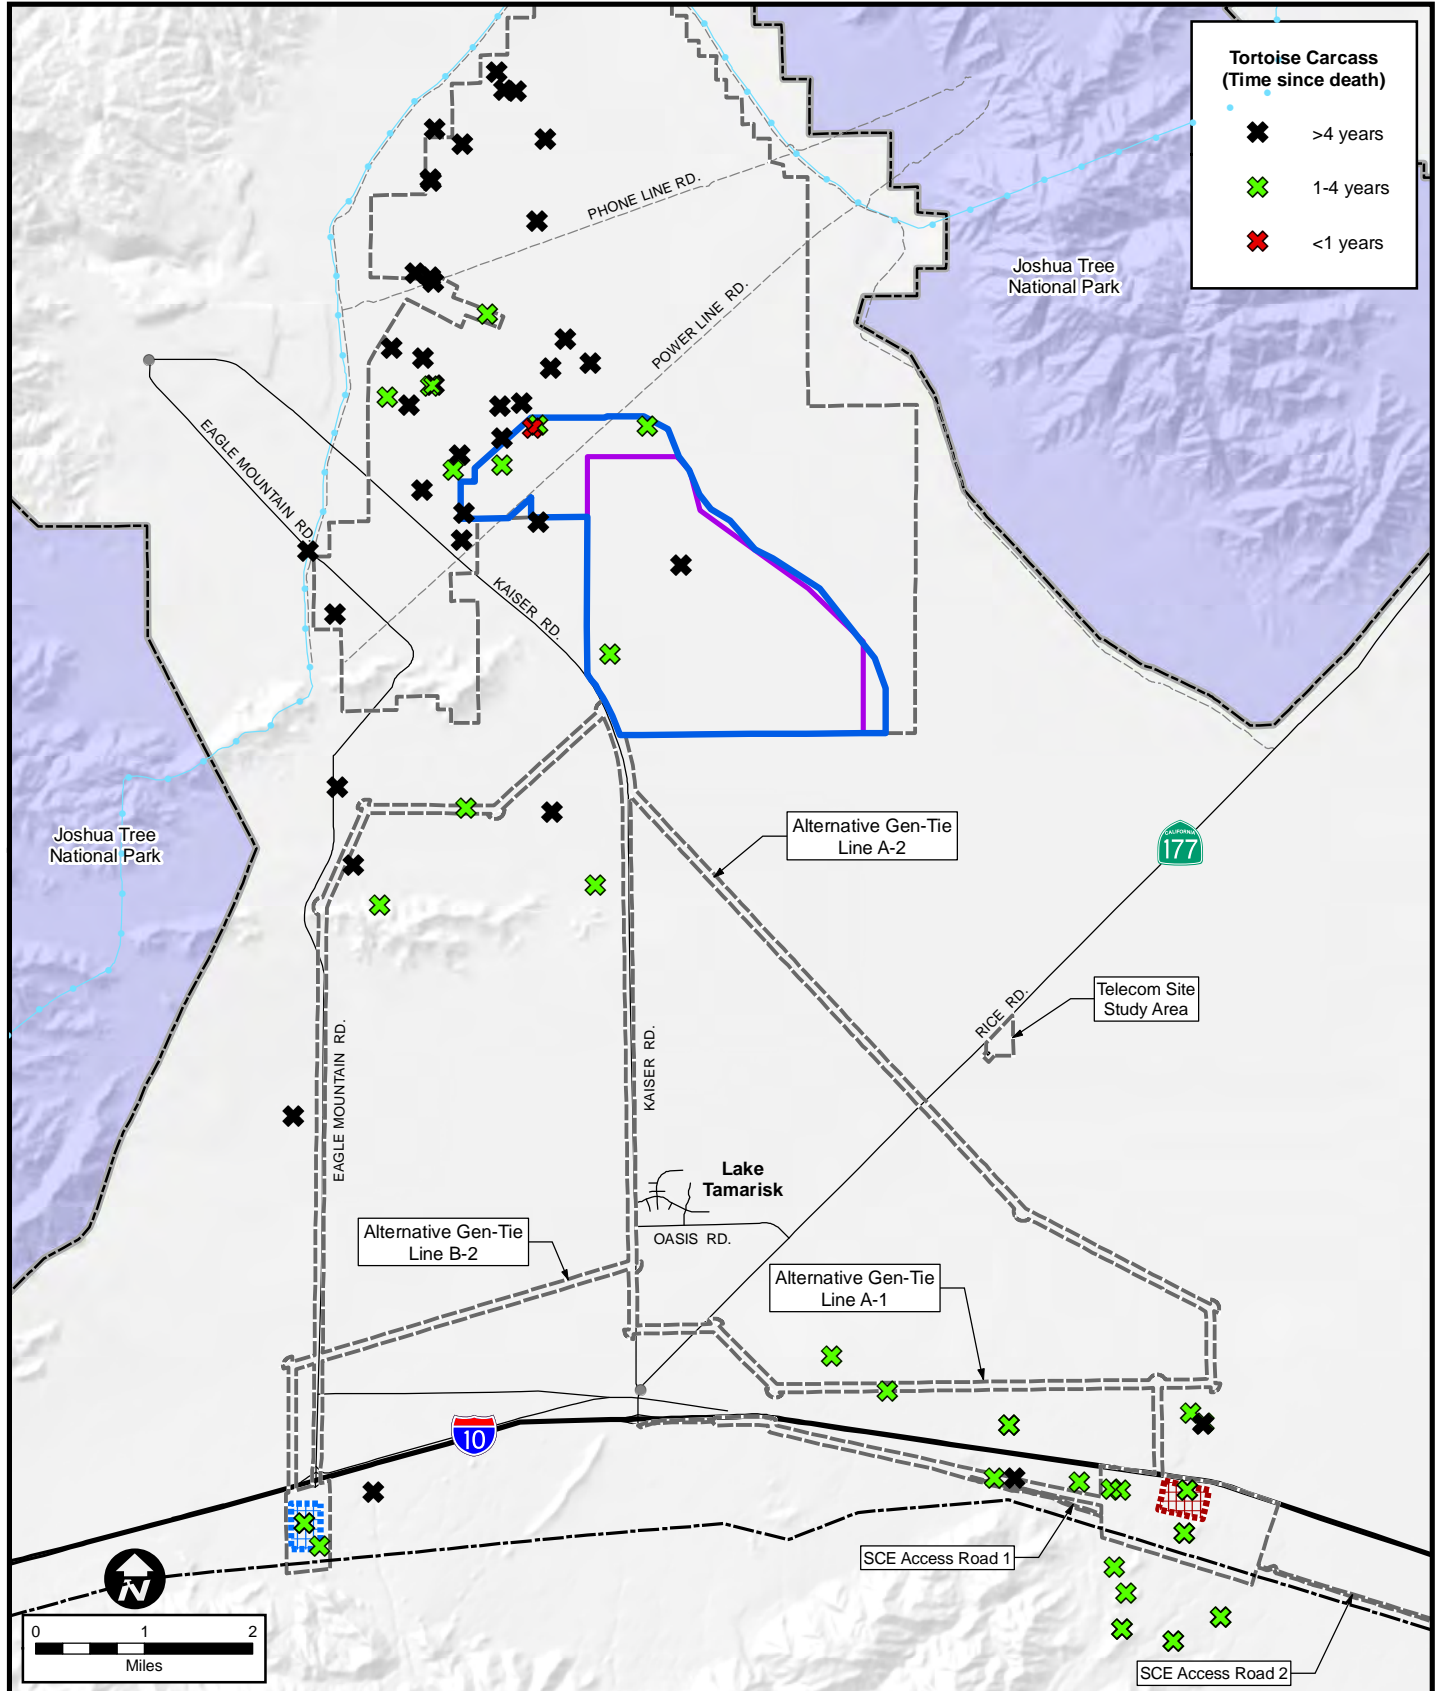 Tortoise Carcass
(Time since death)
>4 years
1-4 years
<1 years
PHONE LINE RD.
Joshua Tree
National Park
POWER LINE RD.
EAGLE MOUNTAIN RD.
KAISER RD.
Joshua Tree
National Park
Alternative Gen-Tie
Line A-2
CALIFORNIA
177
Telecom Site
Study Area
RICE RD.
EAGLE MOUNTAIN RD.
KAISER RD.
Lake
Tamarisk
OASIS RD.
Alternative Gen-Tie
Line B-2
Alternative Gen-Tie
Line A-1
10
SCE Access Road 1
N
0 1 2
Miles
SCE Access Road 2